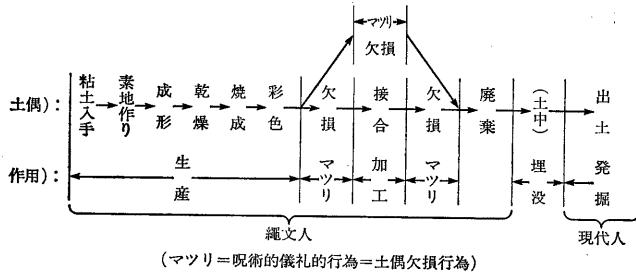 マツリ
欠損
土偶）：
粘土入手
素地作り
成形
乾燥
焼成
彩色
欠損
接合
欠損
廃棄
（土中）
出土
作用）：
生産
マツリ
加工
マツリ
埋没
発掘
縄文人
現代人
（マツリ＝呪術的儀礼的行為＝土偶欠損行為）